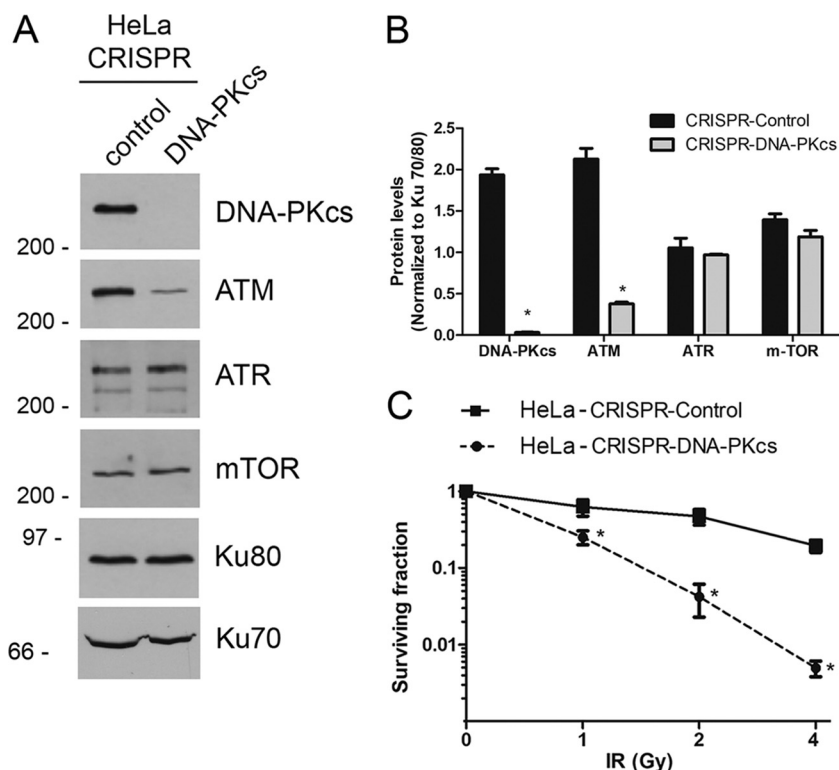 A
HeLa
CRISPR
control
DNA-PKcs
DNA-PKcs
200 -
ATM
200 -
ATR
200 -
mTOR
200 -
97 -
Ku80
Ku70
66 -
B
CRISPR-Control
CRISPR-DNA-PKcs
Protein levels
(Normalized to Ku 70/80)
2.5
2.0
1.5
1.0
0.5
0.0
*
*
DNA-PKcs ATM ATR m-TOR
C
HeLa-CRISPR-Control
HeLa-CRISPR-DNA-PKcs
Surviving fraction
1
0.1
0.01
*
*
*
0 1 2 4
IR (Gy)